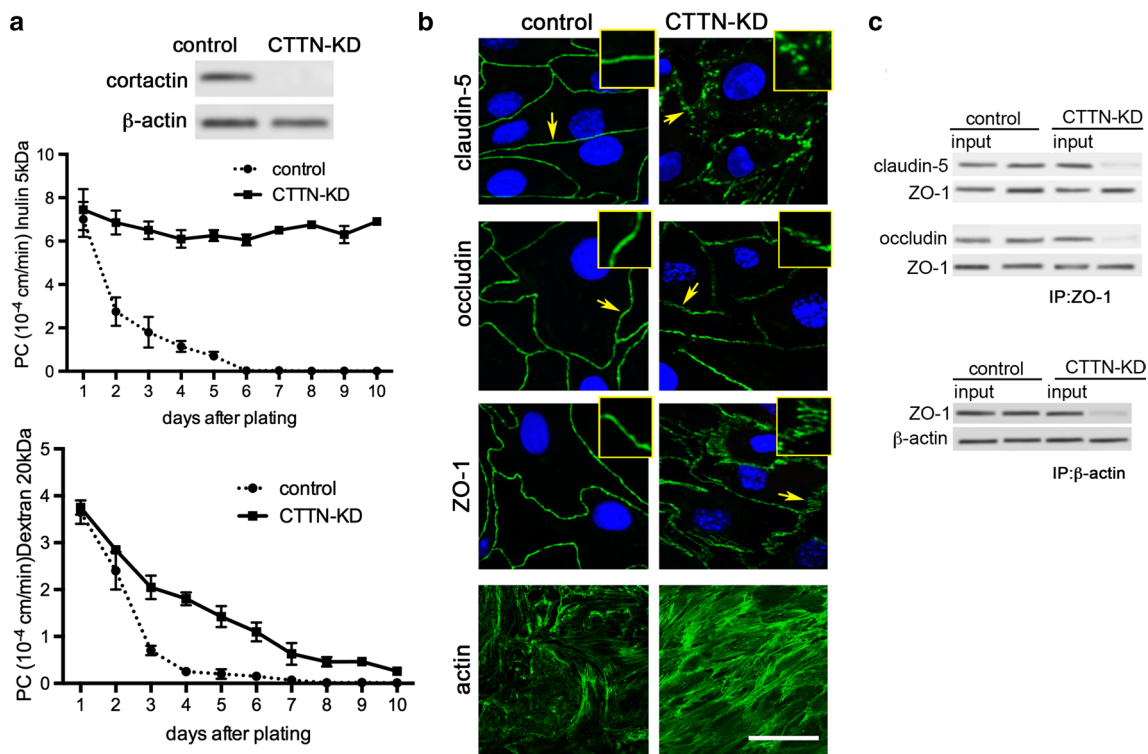 a
control CTTN-KD
cortactin
β-actin
PC (10-4 cm/min) Inulin 5kDa
10
8
6
4
2
0
control
CTTN-KD
1 2 3 4 5 6 7 8 9 10
days after plating
PC (10-4 cm/min)Dextran 20kDa
5
4
3
2
1
0
control
CTTN-KD
1 2 3 4 5 6 7 8 9 10
days after plating
b
control CTTN-KD
claudin-5
occludin
ZO-1
actin
c
control CTTN-KD
input input
claudin-5
ZO-1
occludin
ZO-1
IP:ZO-1
control CTTN-KD
input input
ZO-1
β-actin
IP:β-actin